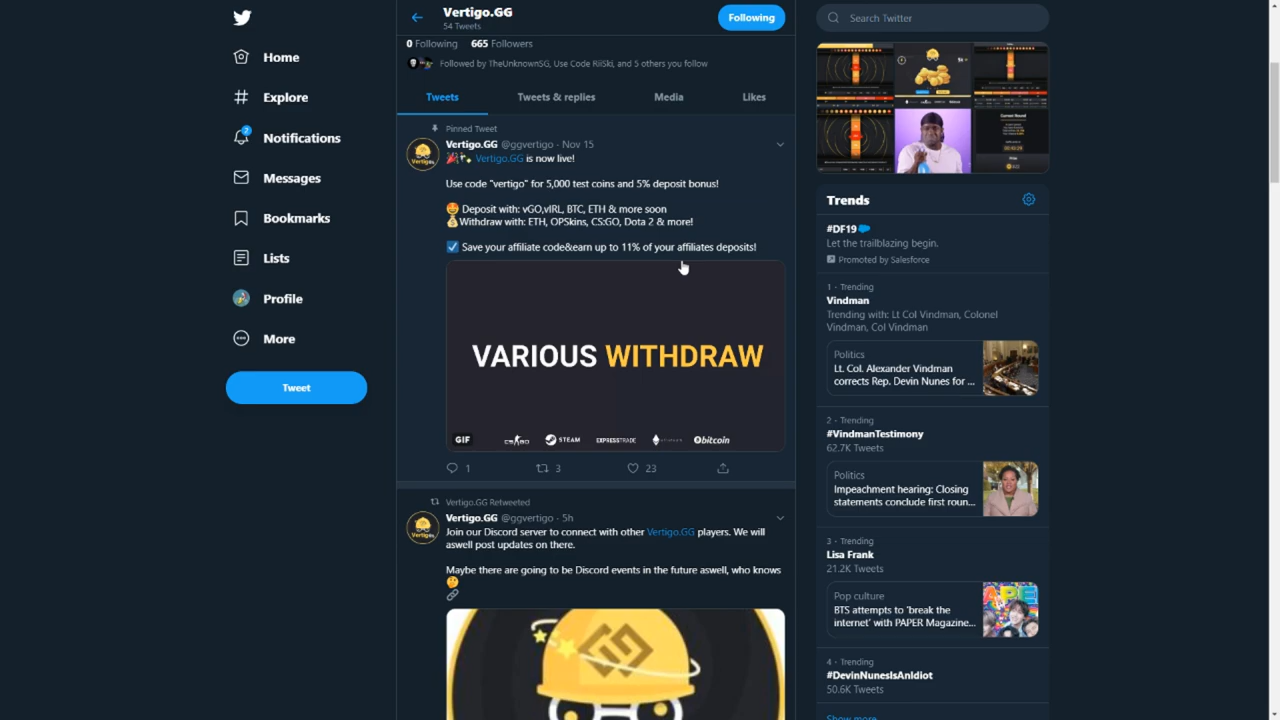 Home
Explore
2
Notifications
Messages
Bookmarks
Lists
Profile
More
Tweet
Vertigo.GG
54 Tweets
Following
0 Following 665 Followers
Followed by TheUnknownSG, Use Code RiiSki, and 5 others you follow
Tweets
Tweets & replies
Media
Likes
Pinned Tweet
Vertigo.GG @ggvertigo · Nov 15
Vertigo.GG is now live!
Use code "vertigo" for 5,000 test coins and 5% deposit bonus!
Deposit with: vGO,vIRL, BTC, ETH & more soon
Withdraw with: ETH, OPSkins, CS:GO, Dota 2 & more!
Save your affiliate code&earn up to 11% of your affiliates deposits!
VARIOUS WITHDRAW
GIF
CS:GO
STEAM
EXPRESSTRADE
bitcoin
1
3
23
Vertigo.GG Retweeted
Vertigo.GG @ggvertigo · 5h
Join our Discord server to connect with other Vertigo.GG players. We will
aswell post updates on there.
Maybe there are going to be Discord events in the future aswell, who knows
Search Twitter
Trends
#DF19
Let the trailblazing begin.
Promoted by Salesforce
1 · Trending
Vindman
Trending with: Lt Col Vindman, Colonel
Vindman, Col Vindman
Politics
Lt. Col. Alexander Vindman
corrects Rep. Devin Nunes for ...
2 · Trending
#VindmanTestimony
62.7K Tweets
Politics
Impeachment hearing: Closing
statements conclude first roun...
3 · Trending
Lisa Frank
21.2K Tweets
Pop culture
BTS attempts to 'break the
internet' with PAPER Magazine...
4 · Trending
#DevinNunesIsAnIdiot
50.6K Tweets
Show more